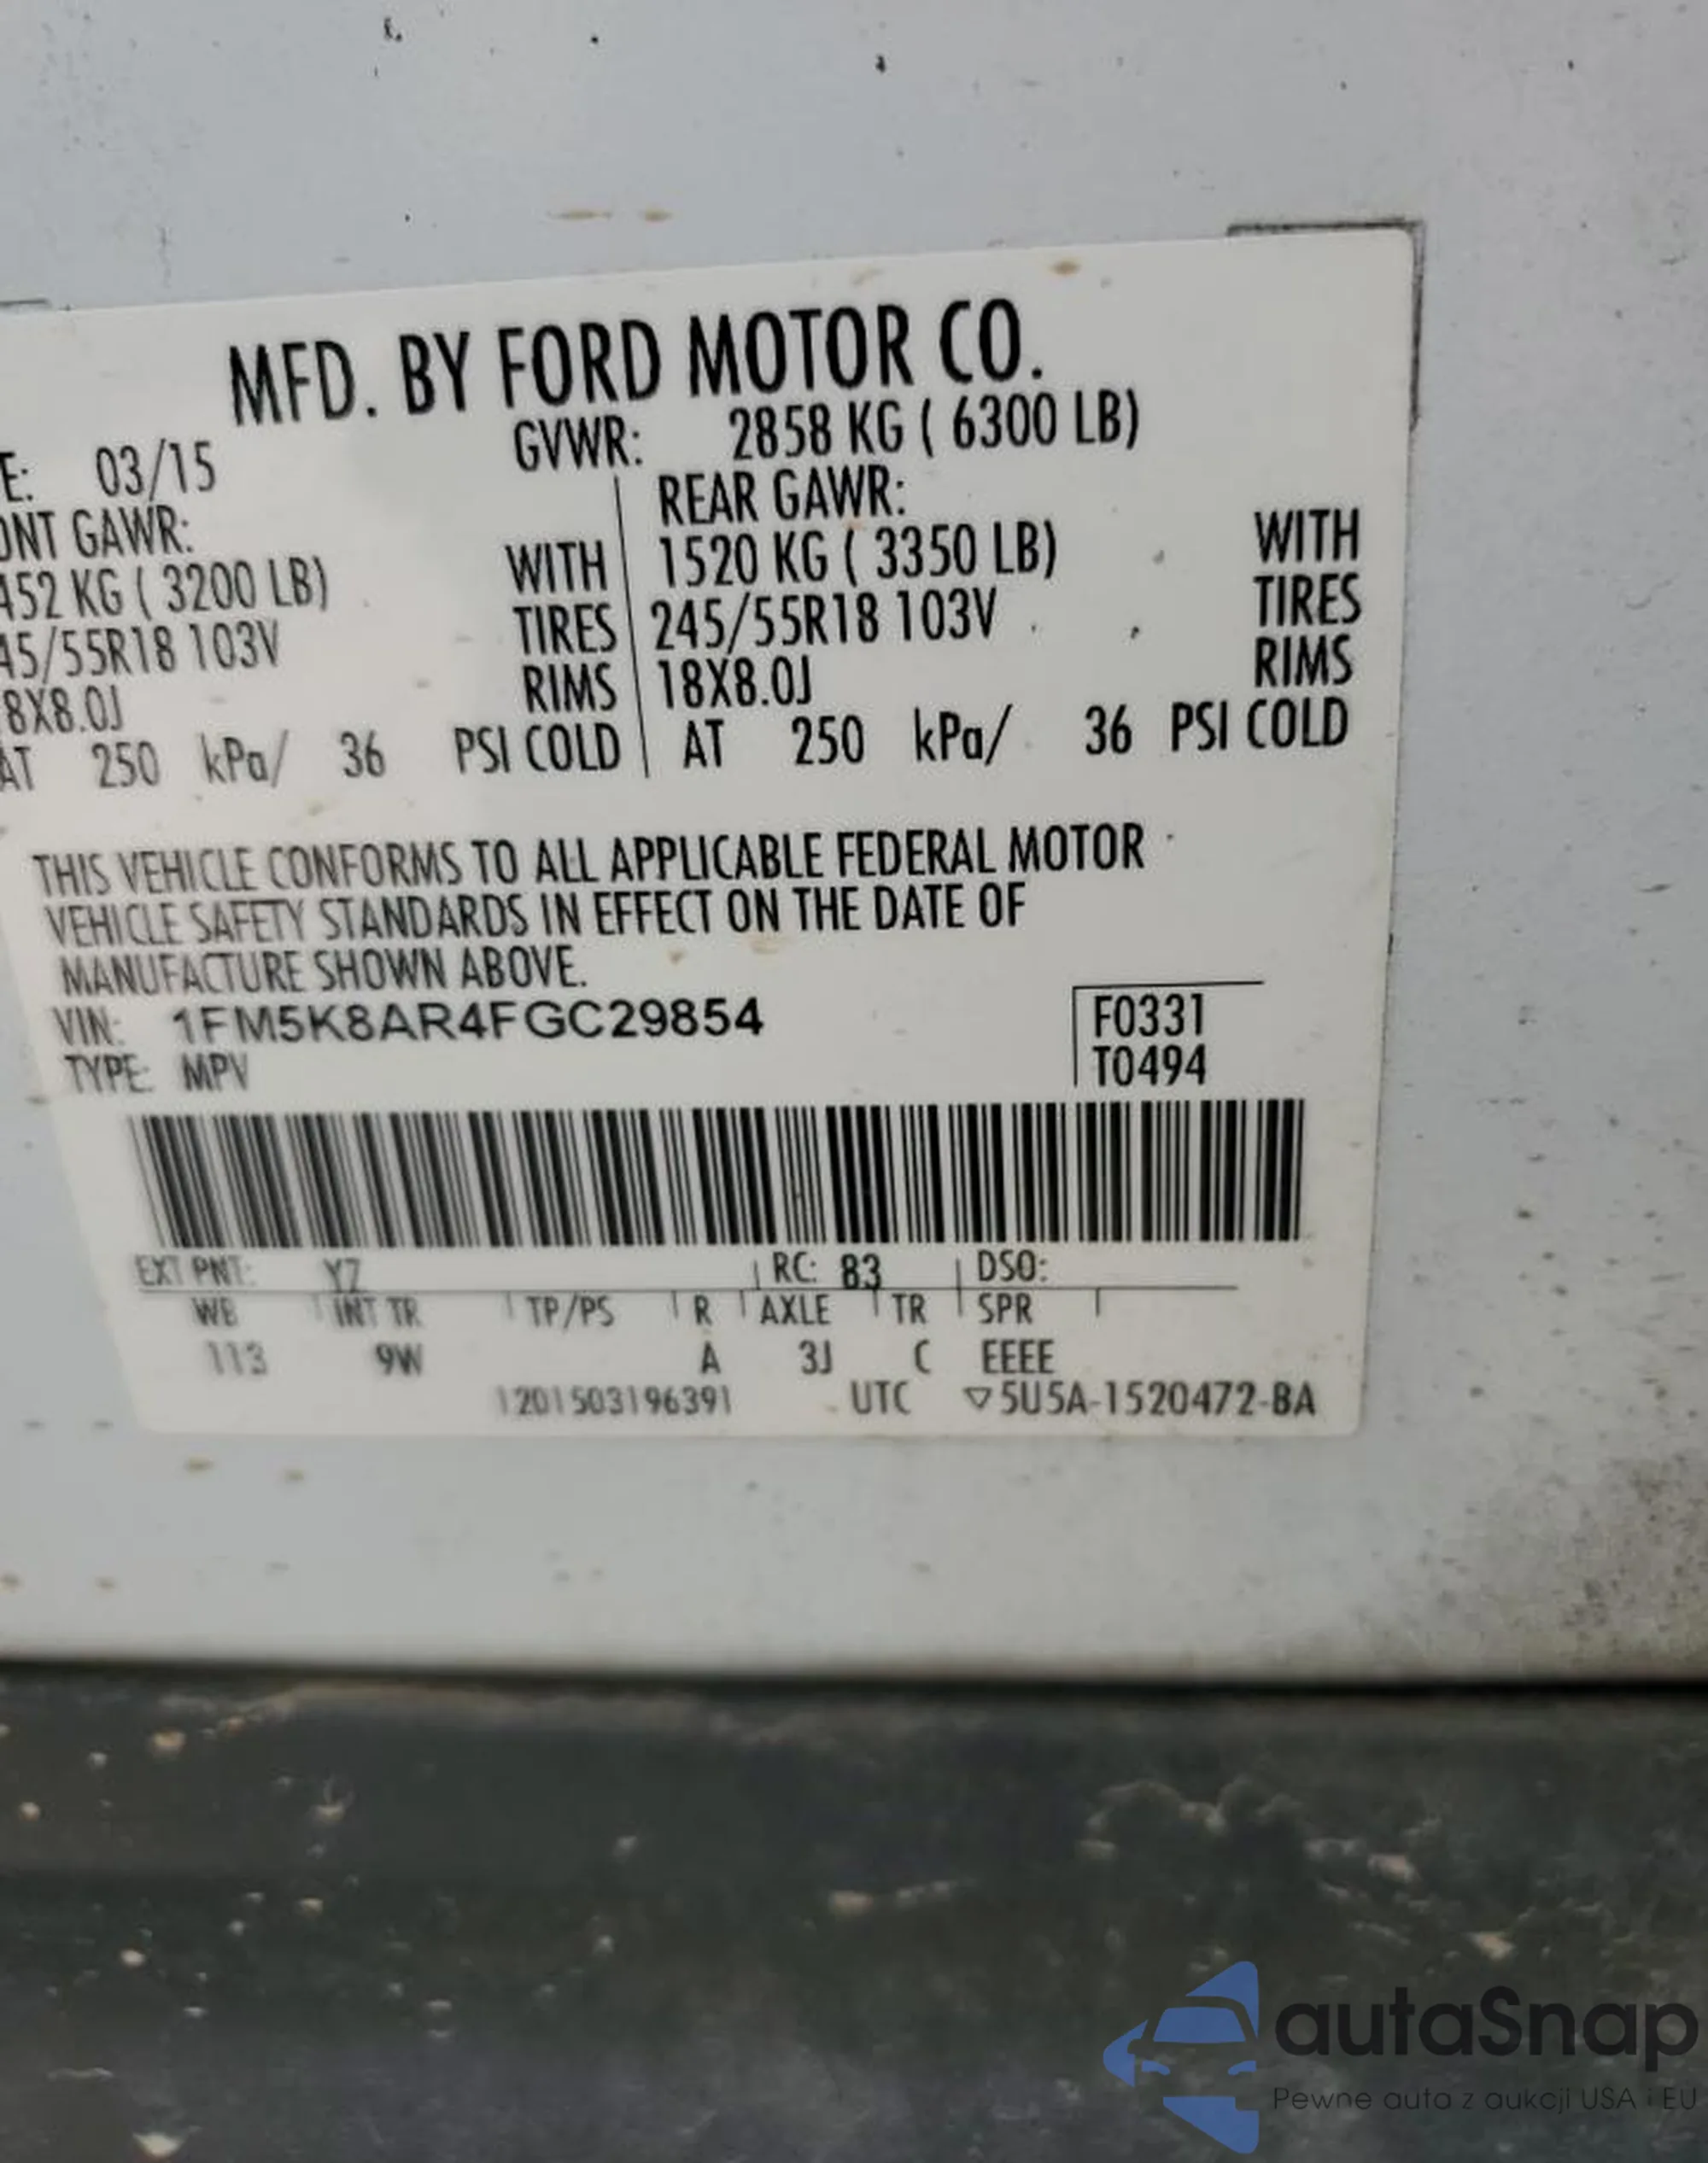 MFD. BY FORD MOTOR CO.
E: 03/15 GVWR: 2858 KG ( 6300 LB)
ONT GAWR: REAR GAWR:
452 KG ( 3200 LB) WITH 1520 KG ( 3350 LB) WITH
45/55R18 103V TIRES 245/55R18 103V TIRES
8X8.0J RIMS 18X8.0J RIMS
AT 250 kPa/ 36 PSI COLD AT 250 kPa/ 36 PSI COLD
THIS VEHICLE CONFORMS TO ALL APPLICABLE FEDERAL MOTOR
VEHICLE SAFETY STANDARDS IN EFFECT ON THE DATE OF
MANUFACTURE SHOWN ABOVE.
VIN: 1FM5K8AR4FGC29854 F0331
TYPE: MPV T0494
EXT PNT: YZ RC: 83 DSO:
WB INT TR TP/PS R AXLE TR SPR
113 9W A 3J C EEEE
1201503196391 UTC ▽5U5A-1520472-BA
autaSnap
Pewne auta z aukcji USA i EU